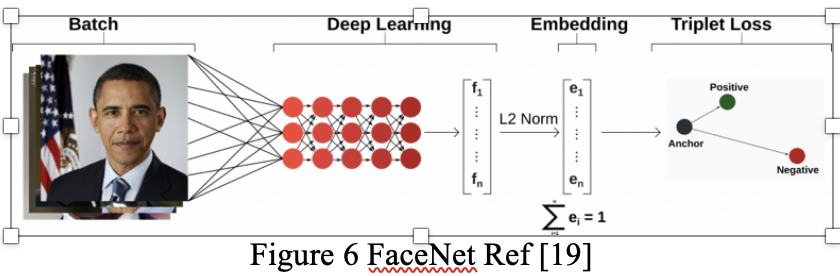 Batch
Deep Learning
Embedding
Triplet Loss
f1
fn
L2 Norm
e1
en
n
∑ ei = 1
i=1
Positive
Anchor
Negative
Figure 6 FaceNet Ref [19]